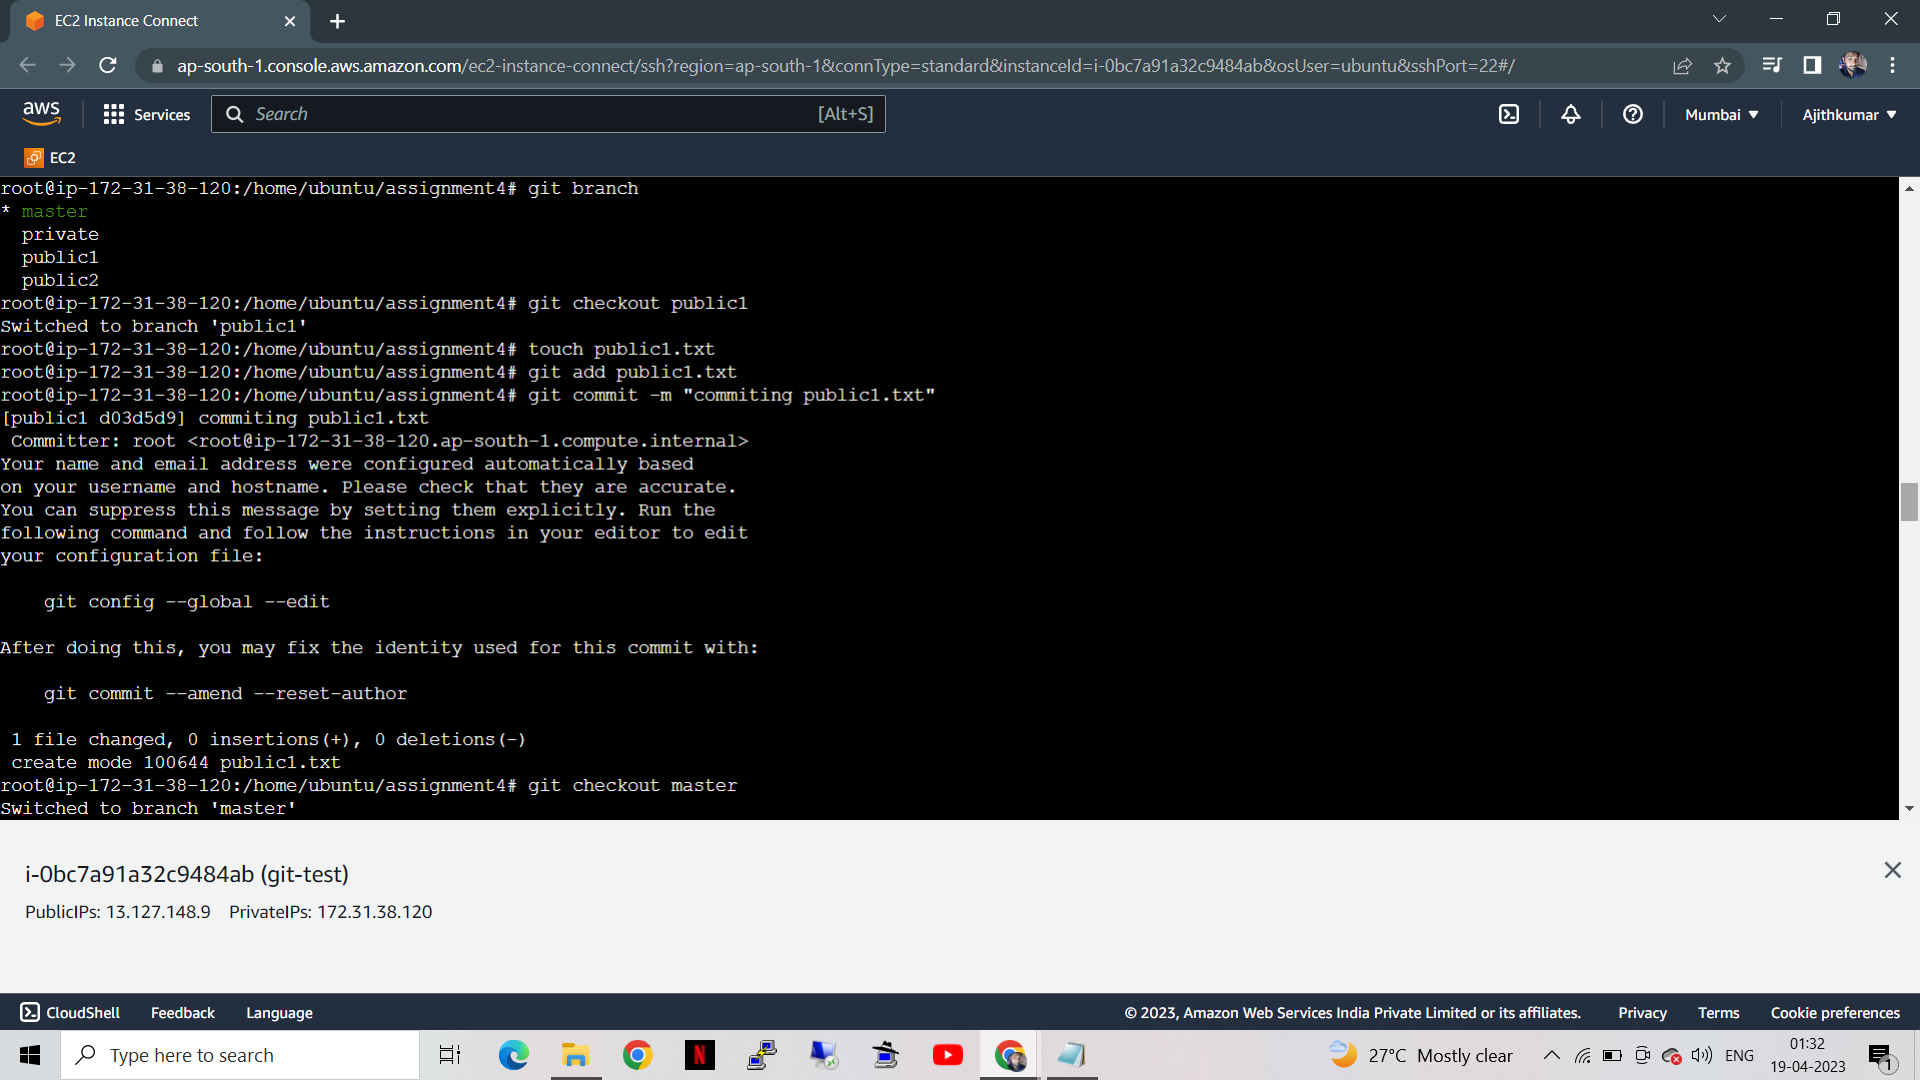 EC2 Instance Connect
ap-south-1.console.aws.amazon.com/ec2-instance-connect/ssh?region=ap-south-1&connType=standard&instanceId=i-0bc7a91a32c9484ab&osUser=ubuntu&sshPort=22#/
aws Services Search [Alt+S] Mumbai Ajithkumar
EC2
root@ip-172-31-38-120:/home/ubuntu/assignment4# git branch
* master
  private
  public1
  public2
root@ip-172-31-38-120:/home/ubuntu/assignment4# git checkout public1
Switched to branch 'public1'
root@ip-172-31-38-120:/home/ubuntu/assignment4# touch public1.txt
root@ip-172-31-38-120:/home/ubuntu/assignment4# git add public1.txt
root@ip-172-31-38-120:/home/ubuntu/assignment4# git commit -m "commiting public1.txt"
[public1 d03d5d9] commiting public1.txt
 Committer: root <root@ip-172-31-38-120.ap-south-1.compute.internal>
Your name and email address were configured automatically based
on your username and hostname. Please check that they are accurate.
You can suppress this message by setting them explicitly. Run the
following command and follow the instructions in your editor to edit
your configuration file:
    git config --global --edit
After doing this, you may fix the identity used for this commit with:
    git commit --amend --reset-author
 1 file changed, 0 insertions(+), 0 deletions(-)
 create mode 100644 public1.txt
root@ip-172-31-38-120:/home/ubuntu/assignment4# git checkout master
Switched to branch 'master'
i-0bc7a91a32c9484ab (git-test)
PublicIPs: 13.127.148.9 PrivateIPs: 172.31.38.120
CloudShell Feedback Language © 2023, Amazon Web Services India Private Limited or its affiliates. Privacy Terms Cookie preferences
Type here to search N 27°C Mostly clear ENG 01:32
19-04-2023 1